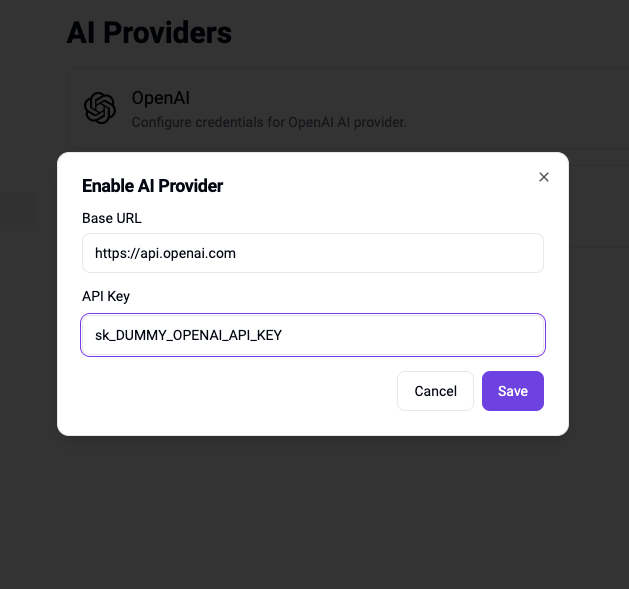 AI Providers
OpenAI
Configure credentials for OpenAI AI provider.
Enable AI Provider
Base URL
https://api.openai.com
API Key
sk_DUMMY_OPENAI_API_KEY
Cancel
Save